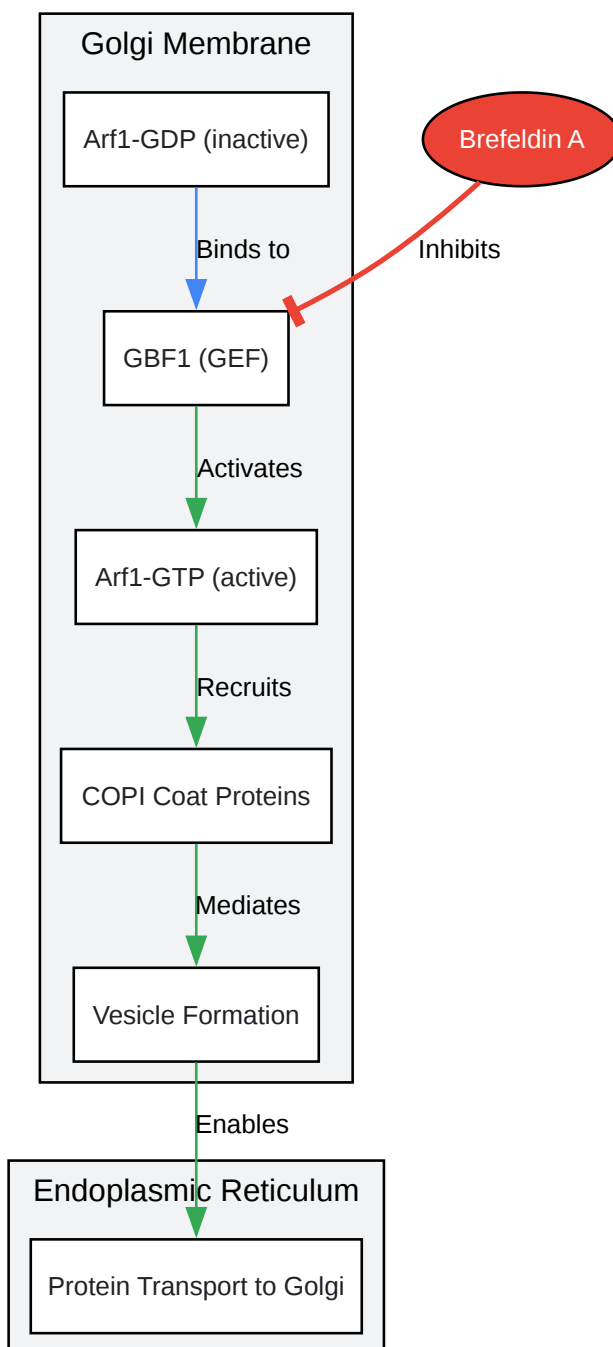 Golgi Membrane
Arf1-GDP (inactive)
Brefeldin A
Binds to
Inhibits
GBF1 (GEF)
Activates
Arf1-GTP (active)
Recruits
COPI Coat Proteins
Mediates
Vesicle Formation
Enables
Endoplasmic Reticulum
Protein Transport to Golgi